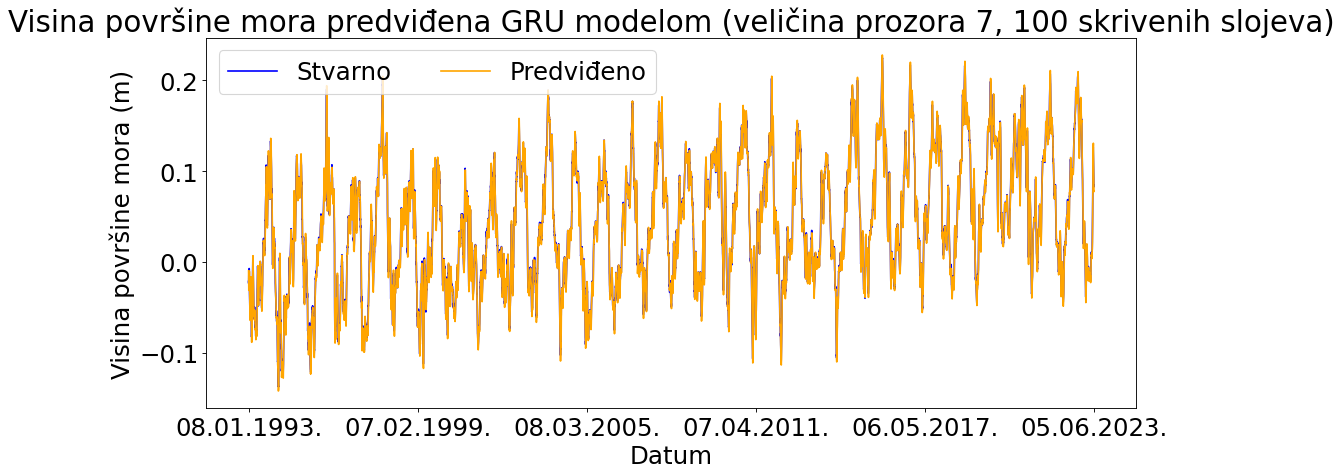 Visina površine mora predviđena GRU modelom (veličina prozora 7, 100 skrivenih slojeva)
Stvarno Predviđeno
Visina površine mora (m)
0.2
0.1
0.0
−0.1
08.01.1993. 07.02.1999. 08.03.2005. 07.04.2011. 06.05.2017. 05.06.2023.
Datum